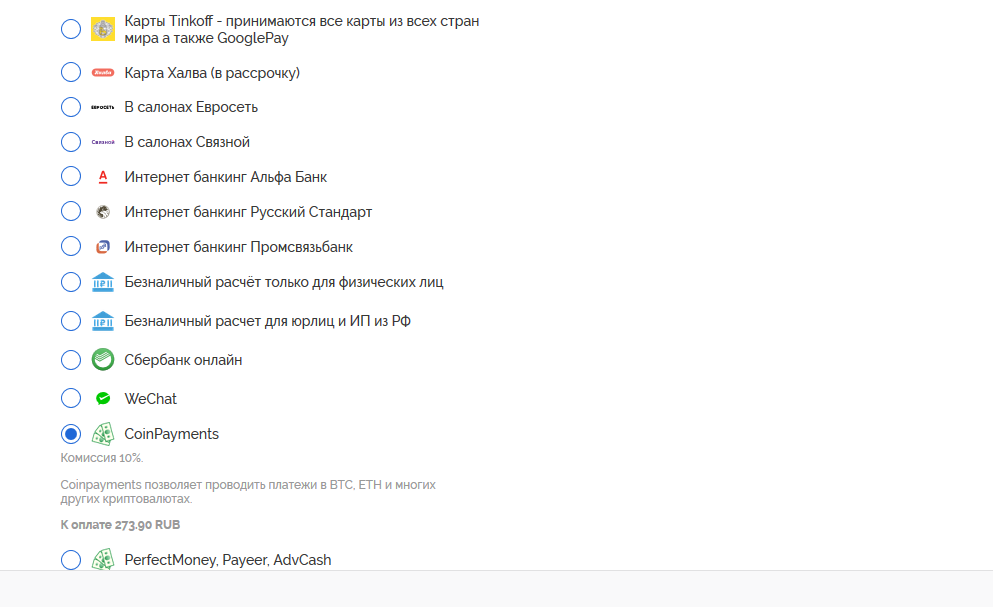 Карты Tinkoff - принимаются все карты из всех стран
мира а также GooglePay
Халва
Карта Халва (в рассрочку)
ЕВРОСЕТЬ
В салонах Евросеть
Связной
В салонах Связной
А
Интернет банкинг Альфа Банк
Интернет банкинг Русский Стандарт
Интернет банкинг Промсвязьбанк
Безналичный расчёт только для физических лиц
Безналичный расчет для юрлиц и ИП из РФ
Сбербанк онлайн
WeChat
CoinPayments
Комиссия 10%.
Coinpayments позволяет проводить платежи в BTC, ETH и многих
других криптовалютах.
К оплате 273.90 RUB
PerfectMoney, Payeer, AdvCash